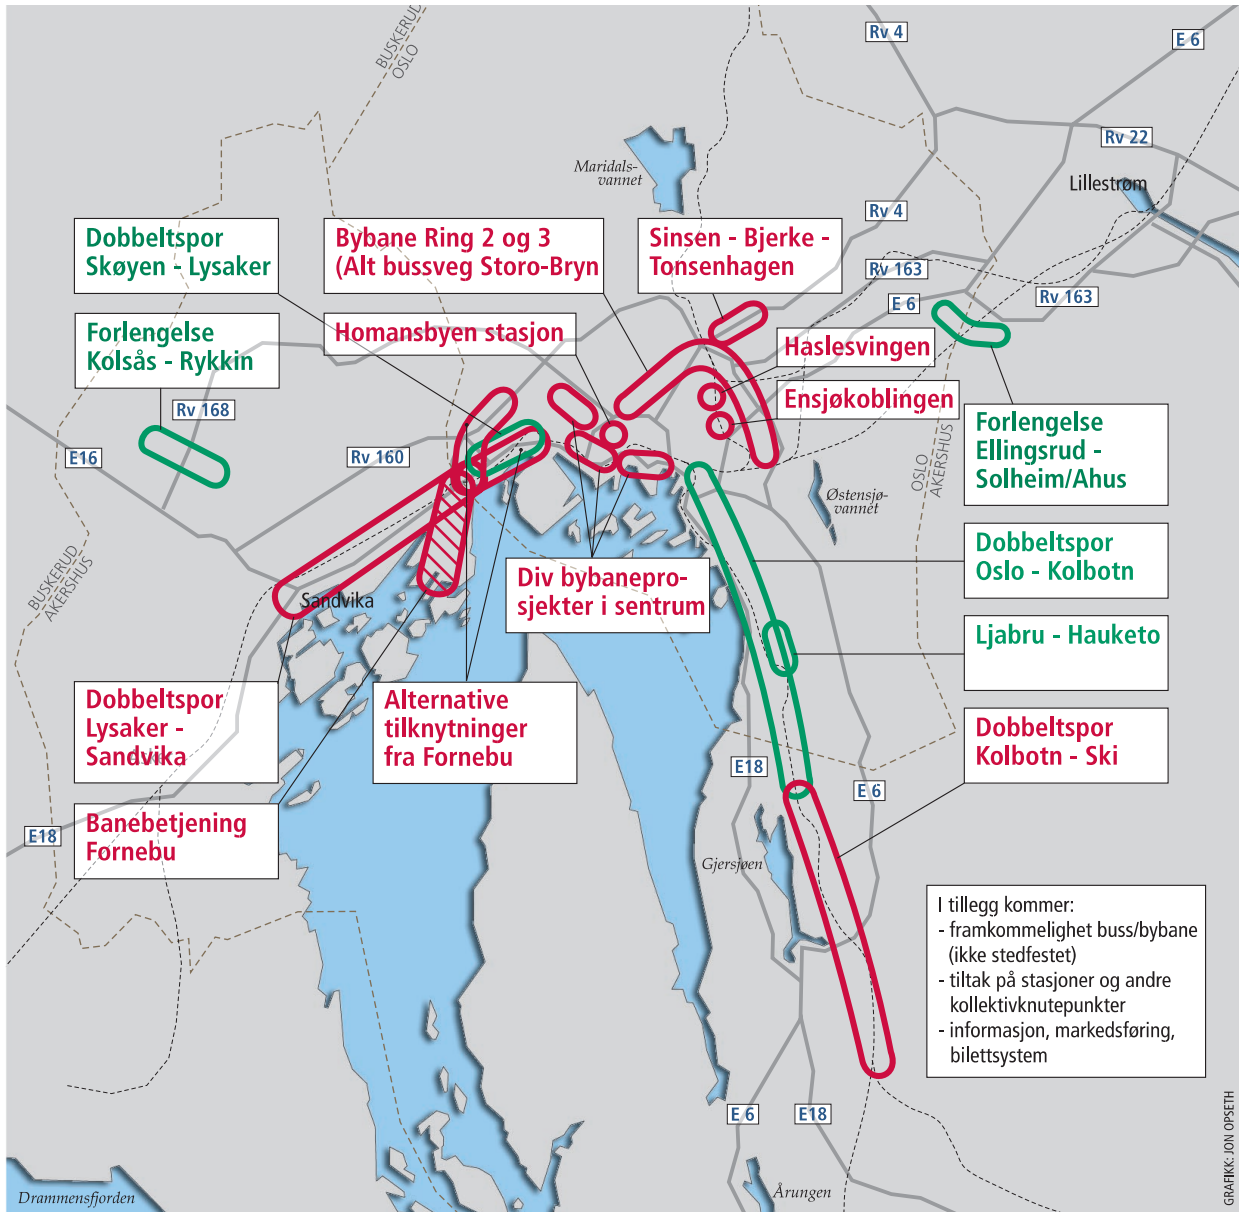 BUSKERUD
OSLO
Rv 4
E 6
Rv 22
Maridals-
vannet
Lillestrøm
Rv 4
Dobbeltspor
Skøyen - Lysaker
Bybane Ring 2 og 3
(Alt bussveg Storo-Bryn
Sinsen - Bjerke -
Tonsenhagen
Rv 163
E 6
Rv 163
Forlengelse
Kolsås - Rykkin
Homansbyen stasjon
Haslesvingen
Ensjøkoblingen
Rv 168
E16
Rv 160
Forlengelse
Ellingsrud -
Solheim/Ahus
OSLO
AKERSHUS
Østensjø-
vannet
Dobbeltspor
Oslo - Kolbotn
BUSKERUD
AKERSHUS
Sandvika
Div bybanepro-
sjekter i sentrum
Ljabru - Hauketo
Dobbeltspor
Lysaker -
Sandvika
Asker
Alternative
tilknytninger
fra Fornebu
Dobbeltspor
Kolbotn - Ski
E18
E 6
Banebetjening
Fornebu
E18
Gjersjøen
I tillegg kommer:
- framkommelighet buss/bybane
(ikke stedfestet)
- tiltak på stasjoner og andre
kollektivknutepunkter
- informasjon, markedsføring,
bilettsystem
E 6
E18
Drammensfjorden
Årungen
GRAFIKK: JON OPSETH